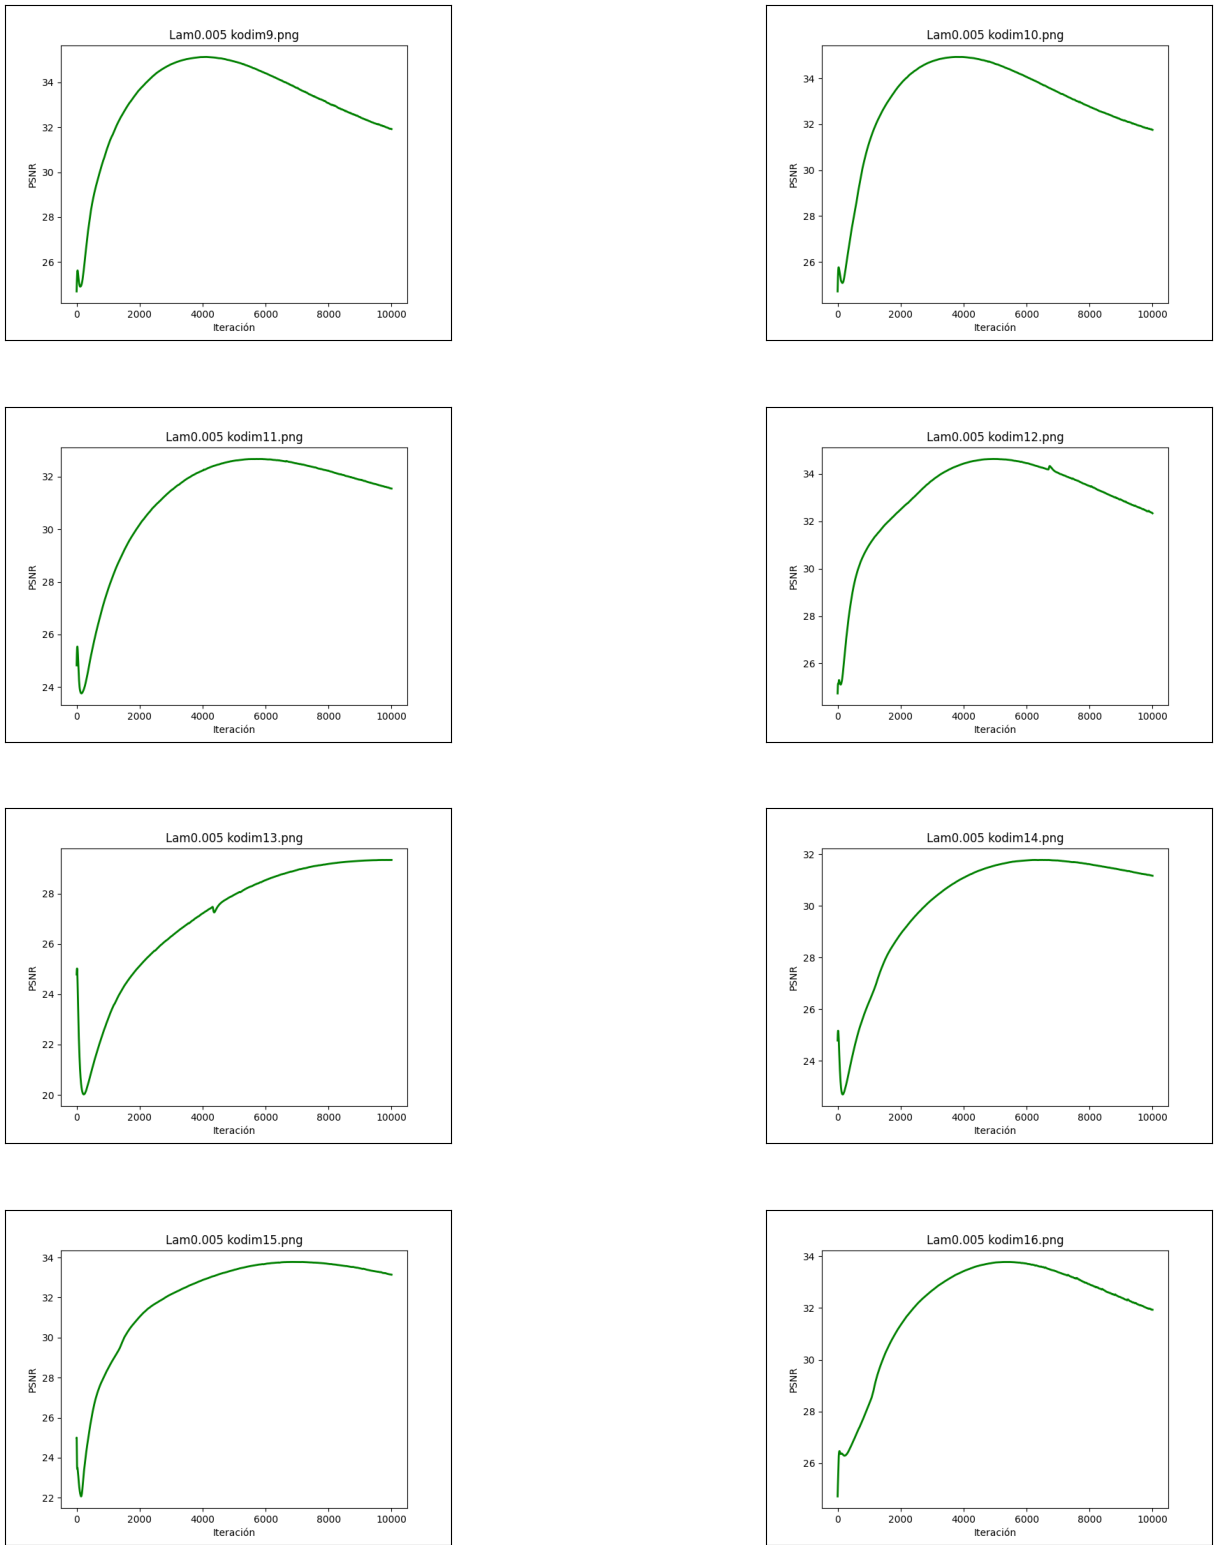 Lam0.005 kodim9.png
PSNR
34
32
30
28
26
0 2000 4000 6000 8000 10000
Iteración
Lam0.005 kodim10.png
PSNR
34
32
30
28
26
0 2000 4000 6000 8000 10000
Iteración
Lam0.005 kodim11.png
PSNR
32
30
28
26
24
0 2000 4000 6000 8000 10000
Iteración
Lam0.005 kodim12.png
PSNR
34
32
30
28
26
0 2000 4000 6000 8000 10000
Iteración
Lam0.005 kodim13.png
PSNR
28
26
24
22
20
0 2000 4000 6000 8000 10000
Iteración
Lam0.005 kodim14.png
PSNR
32
30
28
26
24
0 2000 4000 6000 8000 10000
Iteración
Lam0.005 kodim15.png
PSNR
34
32
30
28
26
24
22
0 2000 4000 6000 8000 10000
Iteración
Lam0.005 kodim16.png
PSNR
34
32
30
28
26
0 2000 4000 6000 8000 10000
Iteración